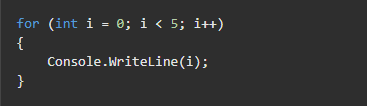 for (int i = 0; i < 5; i++)
{
    Console.WriteLine(i);
}